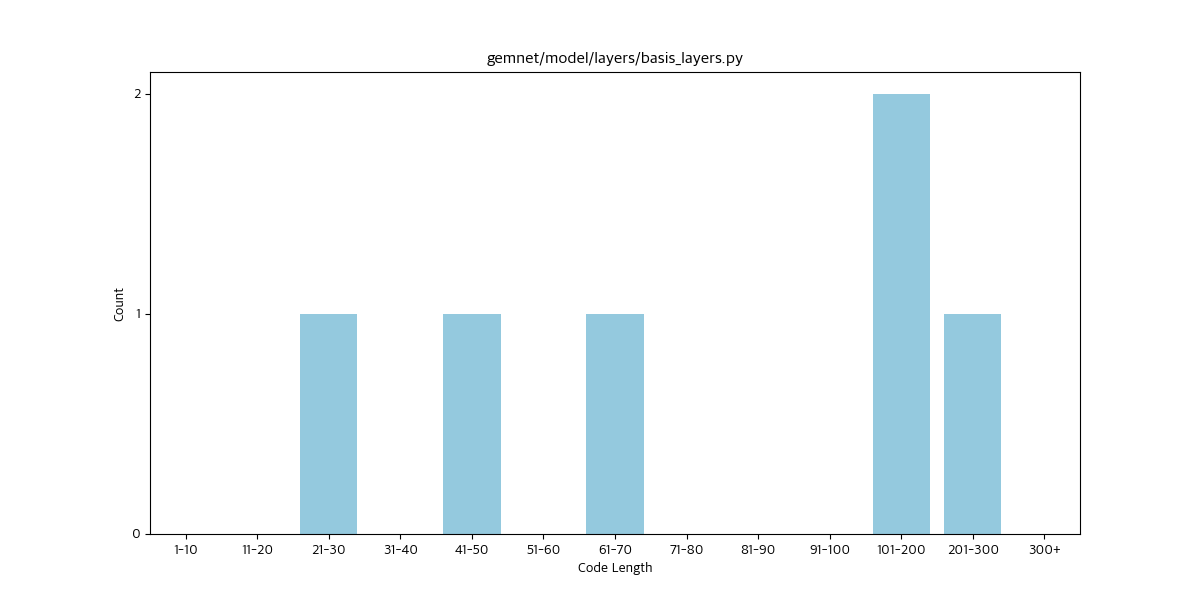 gemnet/model/layers/basis_layers.py
2
1
0
Count
1-10 11-20 21-30 31-40 41-50 51-60 61-70 71-80 81-90 91-100 101-200 201-300 300+
Code Length